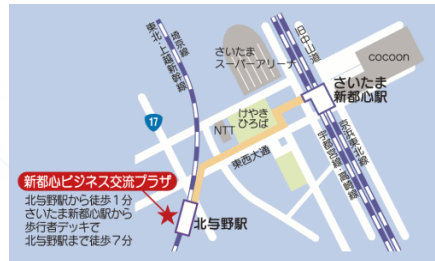 東北・上越新幹線
埼京線
さいたま
スーパーアリーナ
旧中山道
cocoon
さいたま
新都心駅
けやき
ひろば
NTT
17
東西大通
宇都宮線・高崎線
京浜東北線
新都心ビジネス交流プラザ
北与野駅から徒歩1分
さいたま新都心駅から
歩行者デッキで
北与野駅まで徒歩7分
北与野駅